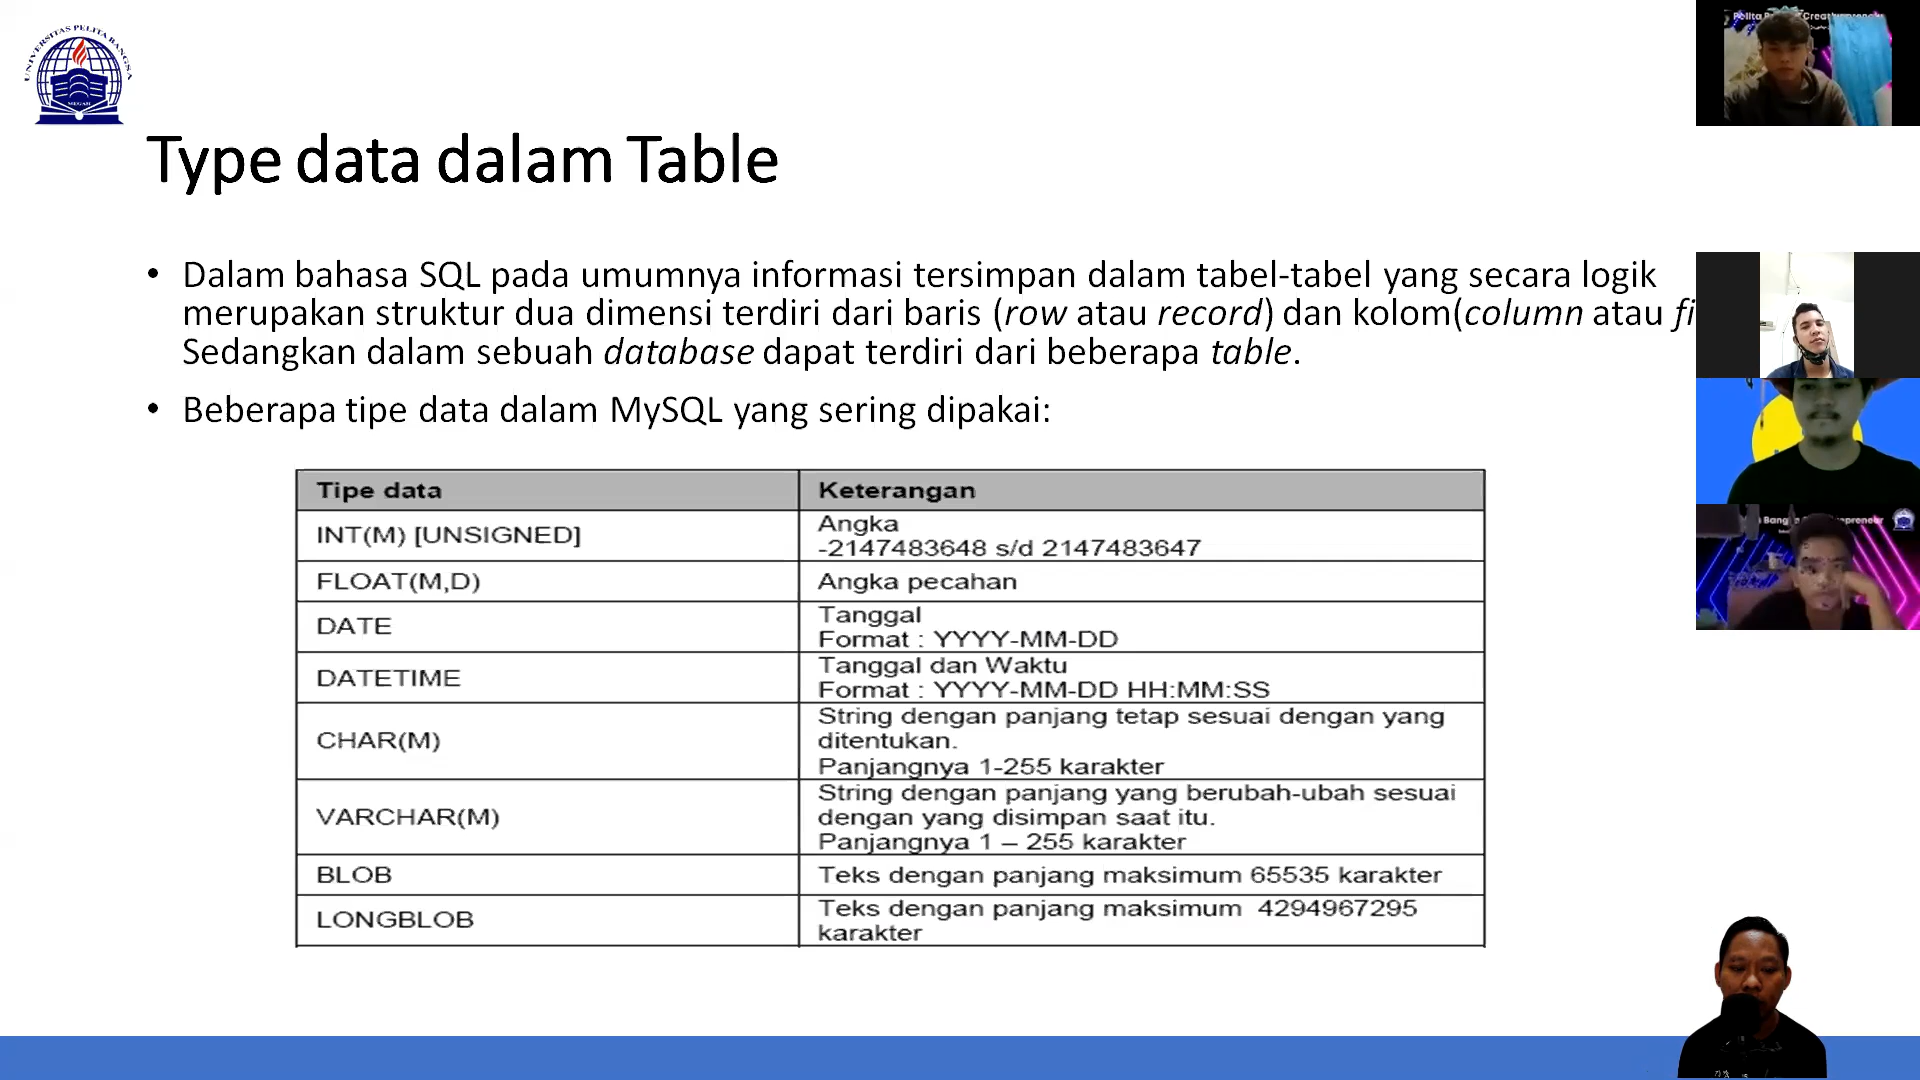 UNIVERSITAS PELITA BANGSA
Type data dalam Table
• Dalam bahasa SQL pada umumnya informasi tersimpan dalam tabel-tabel yang secara logik
merupakan struktur dua dimensi terdiri dari baris (row atau record) dan kolom(column atau fi
Sedangkan dalam sebuah database dapat terdiri dari beberapa table.
• Beberapa tipe data dalam MySQL yang sering dipakai:
Tipe data Keterangan
INT(M) [UNSIGNED] Angka
-2147483648 s/d 2147483647
FLOAT(M,D) Angka pecahan
DATE Tanggal
Format : YYYY-MM-DD
DATETIME Tanggal dan Waktu
Format : YYYY-MM-DD HH:MM:SS
CHAR(M) String dengan panjang tetap sesuai dengan yang
ditentukan.
Panjangnya 1-255 karakter
VARCHAR(M) String dengan panjang yang berubah-ubah sesuai
dengan yang disimpan saat itu.
Panjangnya 1 – 255 karakter
BLOB Teks dengan panjang maksimum 65535 karakter
LONGBLOB Teks dengan panjang maksimum 4294967295
karakter